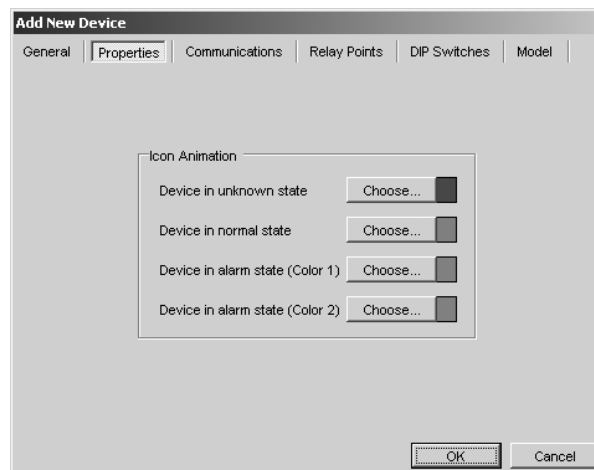 Add New Device
General Properties Communications Relay Points DIP Switches Model
Icon Animation
Device in unknown state Choose...
Device in normal state Choose...
Device in alarm state (Color 1) Choose...
Device in alarm state (Color 2) Choose...
OK Cancel